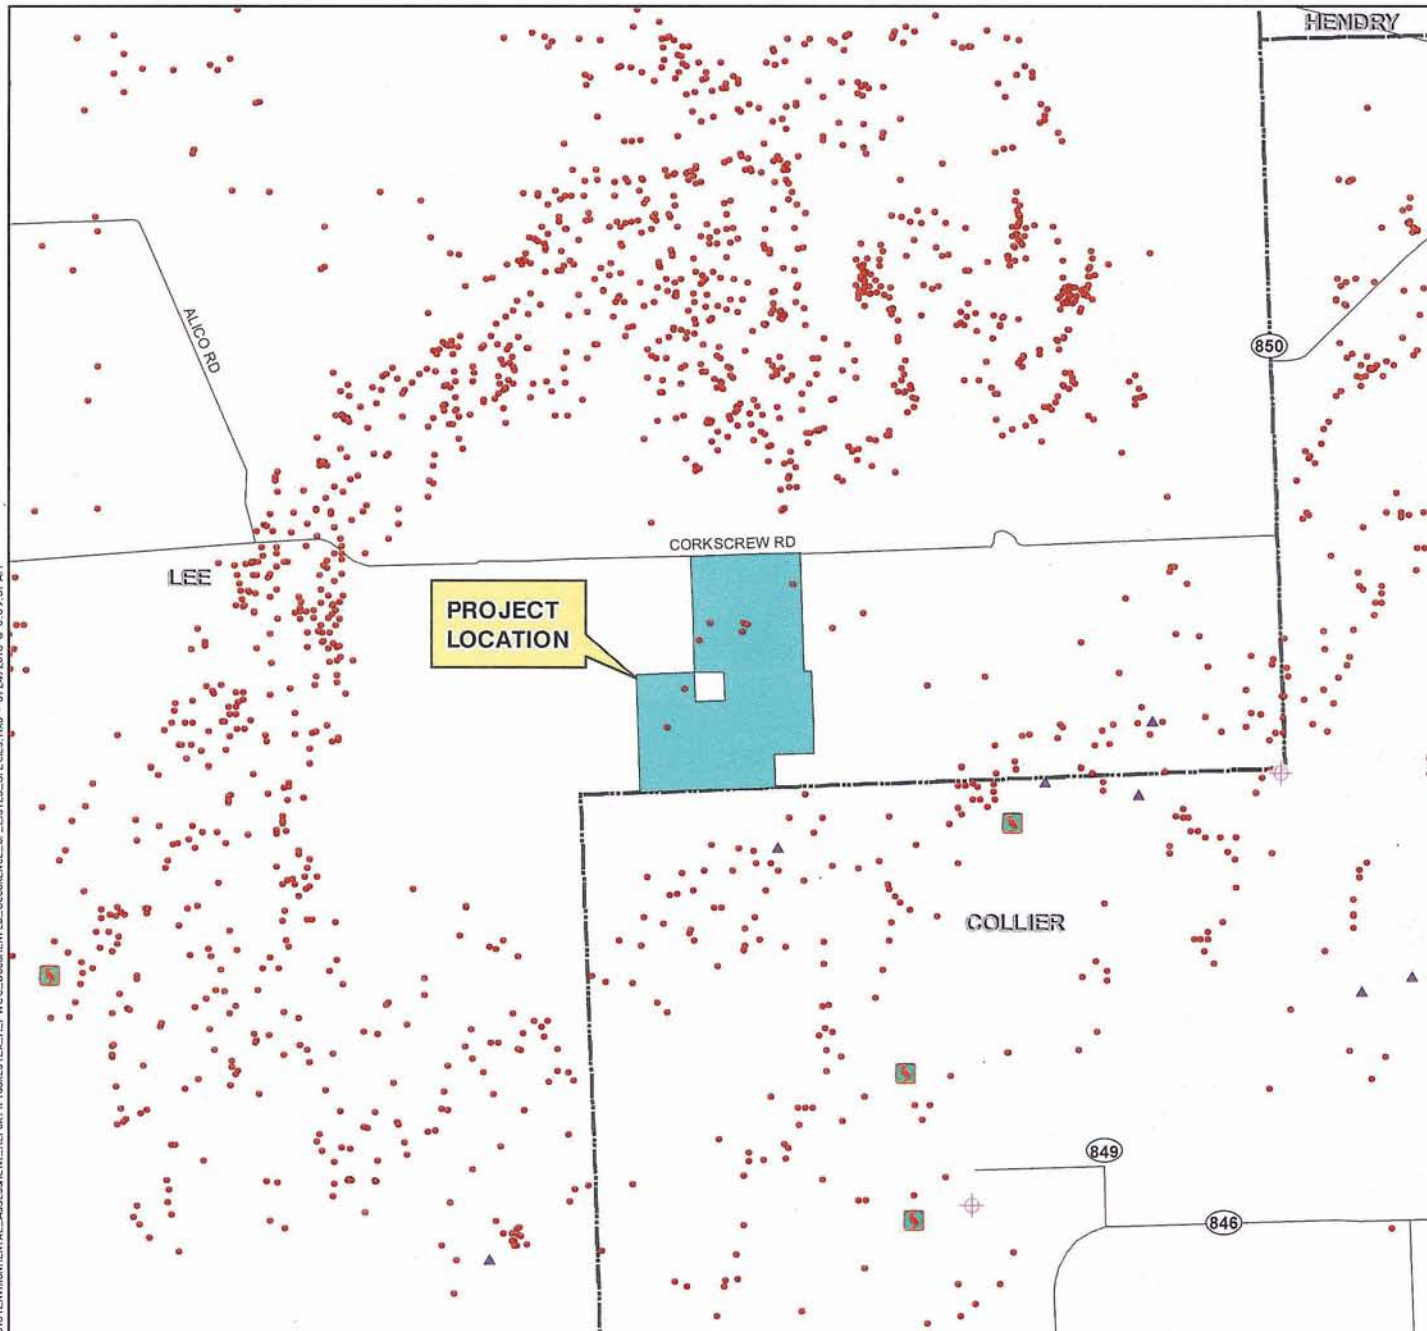 HENDRY
ALICO RD
850
CORKSCREW RD
LEE
PROJECT
LOCATION
COLLIER
849
846